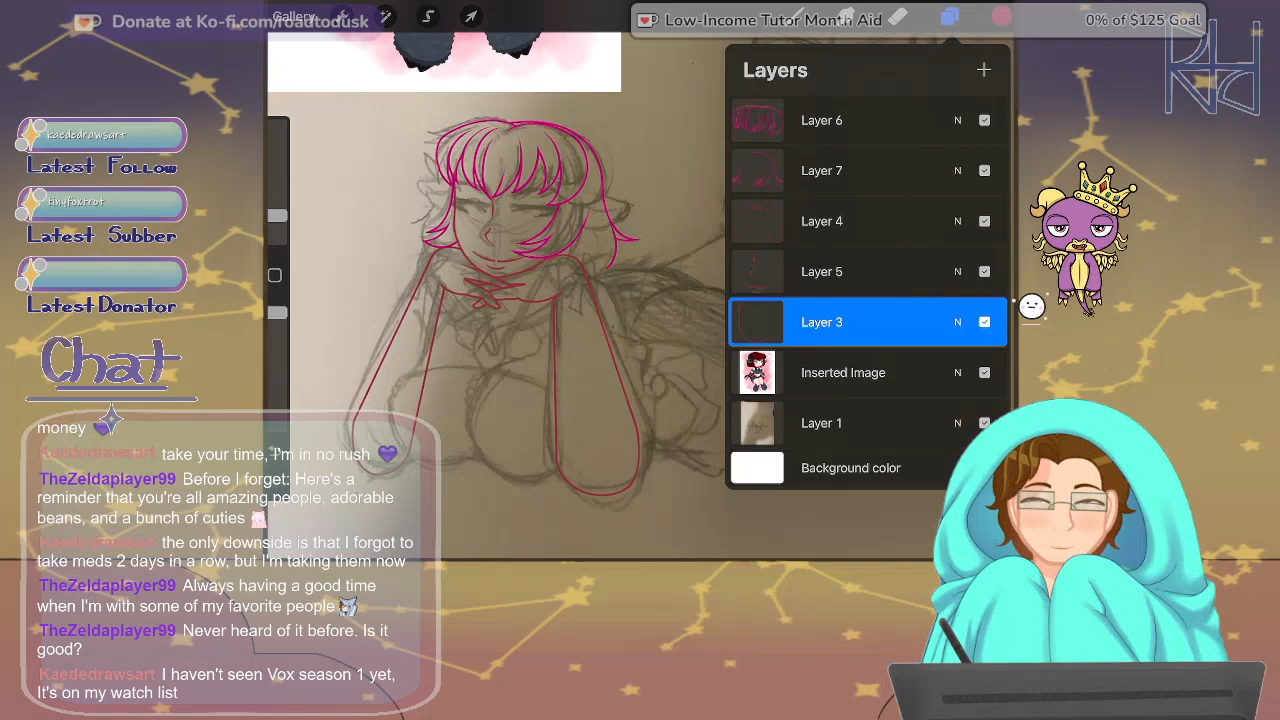 Donate at Ko-fi.com/roadtodusk
Gallery
Low-Income Tutor Month Aid
0% of $125 Goal
Layers
Layer 6 N
Layer 7 N
Layer 4 N
Layer 5 N
Layer 3 N
Inserted Image N
Layer 1 N
Background color
kaededrawsart
Latest Follow
tinyfoxtrot
Latest Subber
Latest Donator
Chat
money
Kaededrawsart take your time, I'm in no rush
TheZeldaplayer99 Before I forget: Here's a
reminder that you're all amazing people, adorable
beans, and a bunch of cuties
Kaededrawsart the only downside is that I forgot to
take meds 2 days in a row, but I'm taking them now
TheZeldaplayer99 Always having a good time
when I'm with some of my favorite people
TheZeldaplayer99 Never heard of it before. Is it
good?
Kaededrawsart I haven't seen Vox season 1 yet,
It's on my watch list